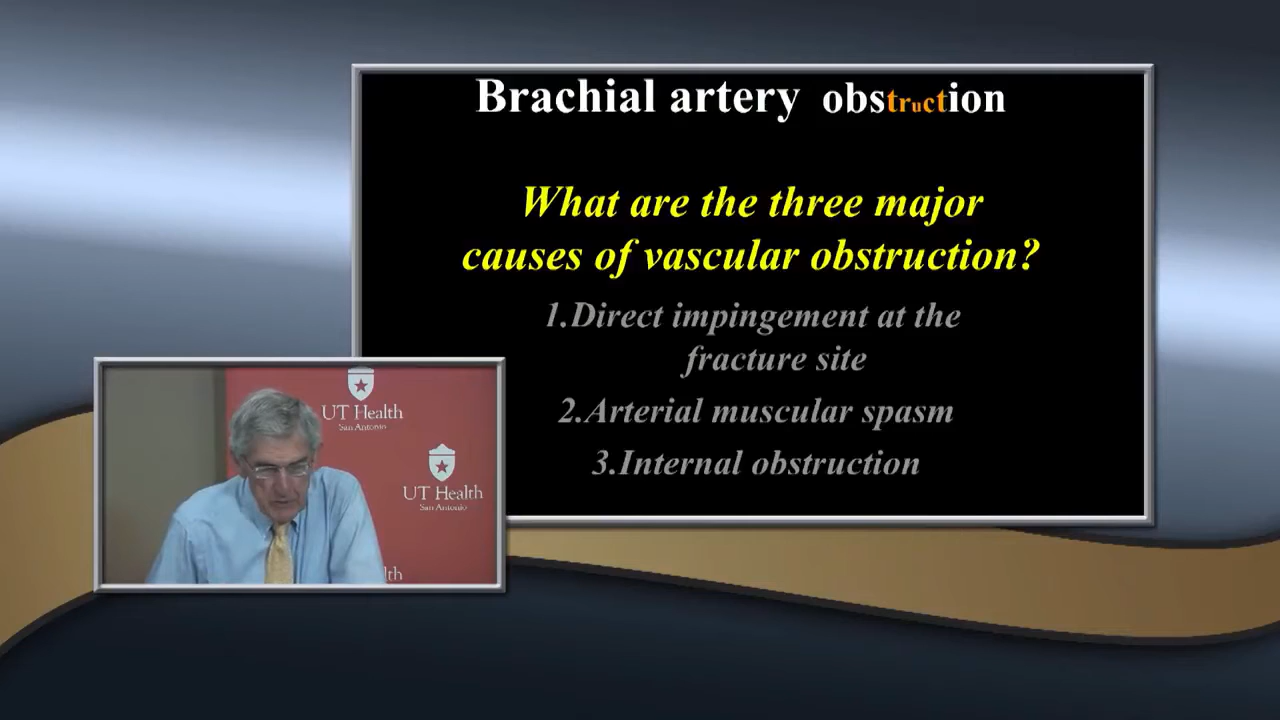 Brachial artery obstruction
What are the three major
causes of vascular obstruction?
1.Direct impingement at the
fracture site
2.Arterial muscular spasm
3.Internal obstruction
UT Health
San Antonio
UT Health
San Antonio
lth